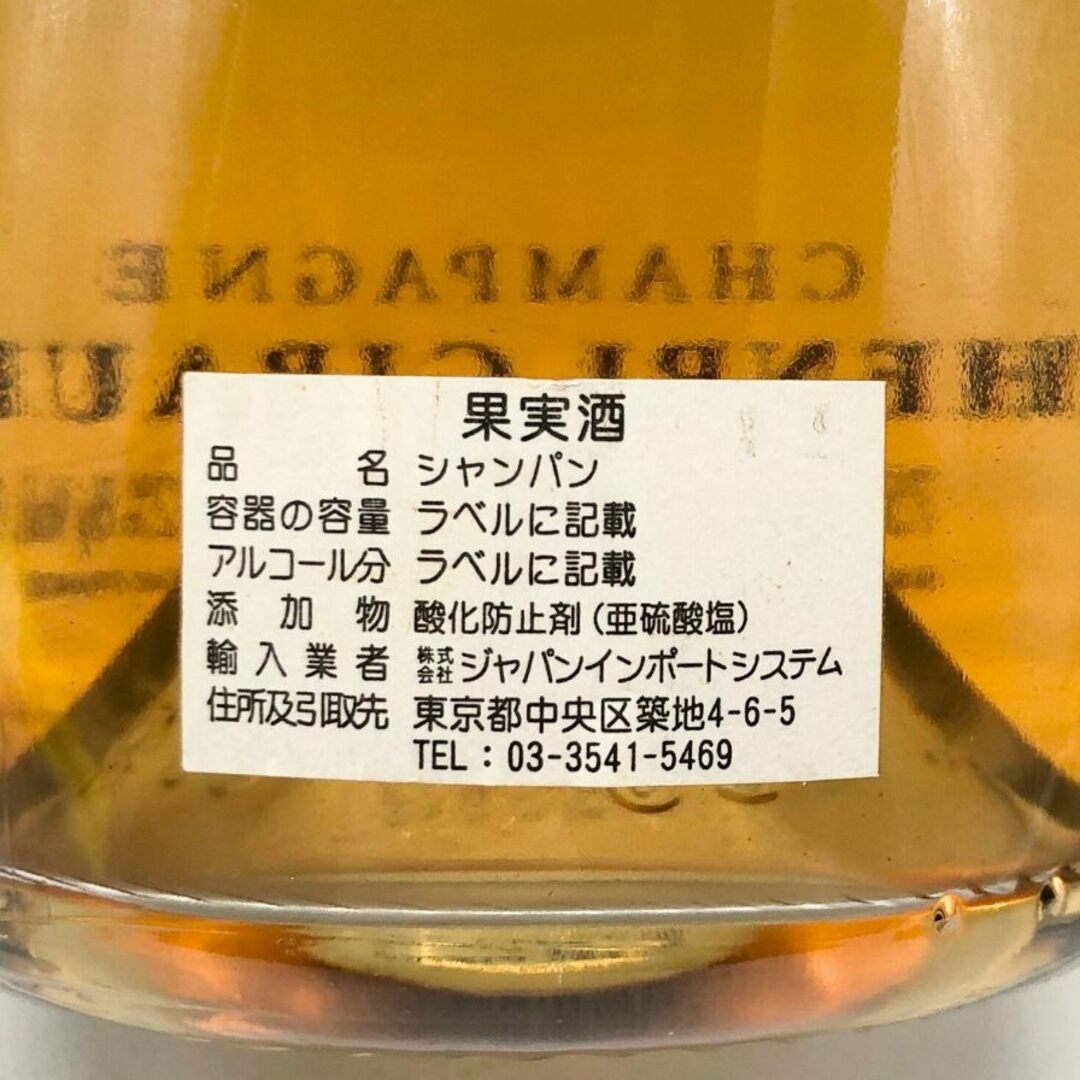 CHAMPAGNE
HENRI GIRAUD
果実酒
品名 シャンパン
容器の容量 ラベルに記載
アルコール分 ラベルに記載
添加物 酸化防止剤(亜硫酸塩)
輸入業者 株式会社ジャパンインポートシステム
住所及引取先 東京都中央区築地4-6-5
TEL:03-3541-5469